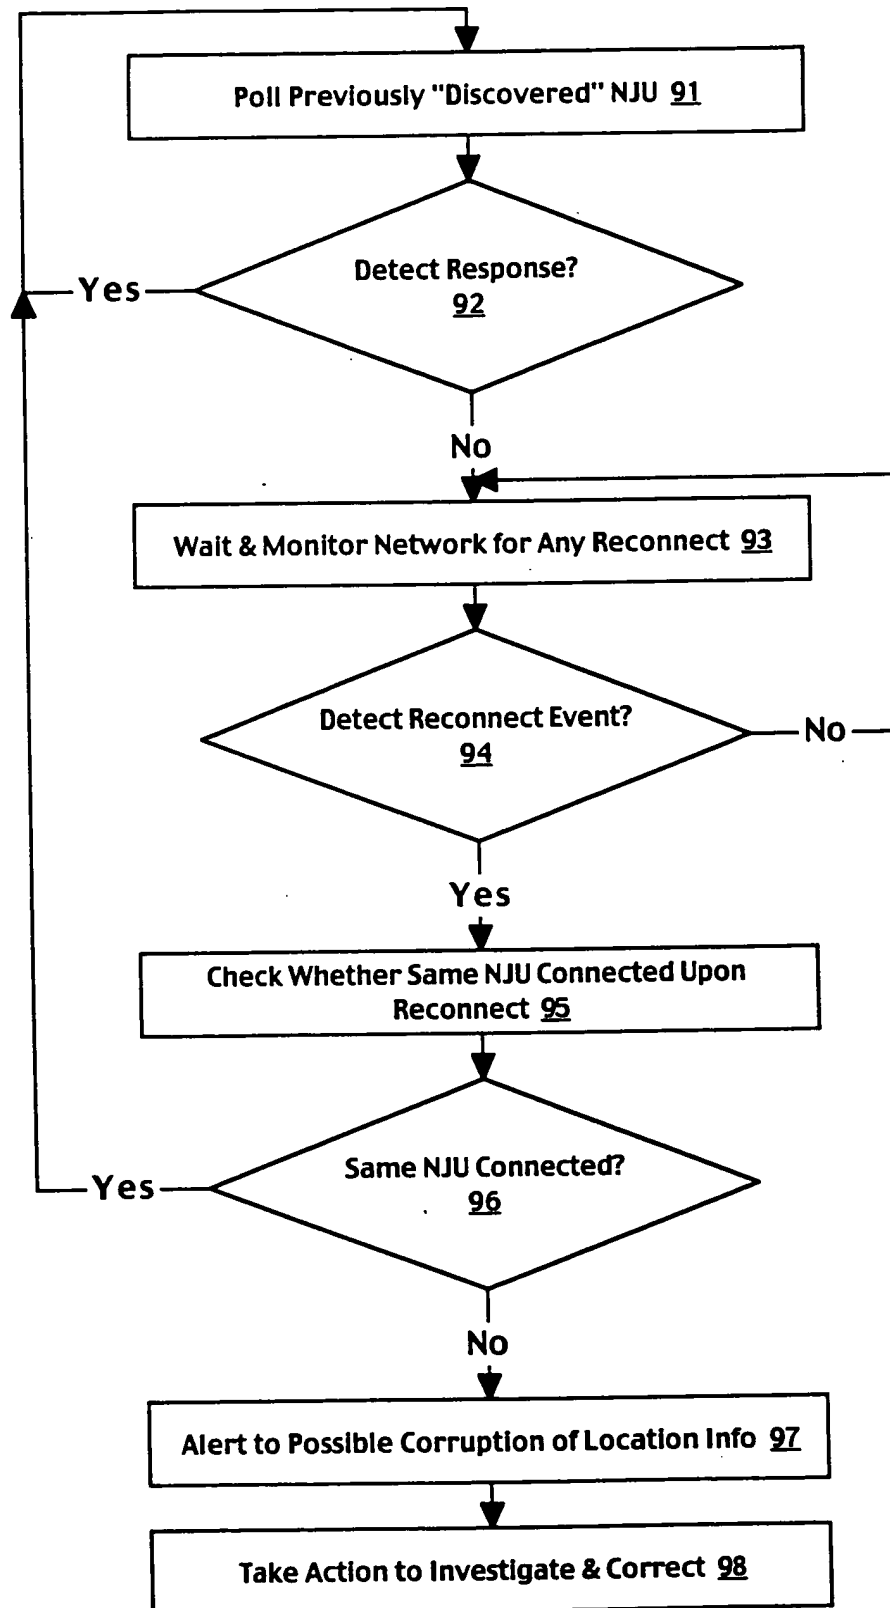 Poll Previously "Discovered" NJU 91
Detect Response?
92
Yes
No
Wait & Monitor Network for Any Reconnect 93
Detect Reconnect Event?
94
No
Yes
Check Whether Same NJU Connected Upon
Reconnect 95
Same NJU Connected?
96
Yes
No
Alert to Possible Corruption of Location Info 97
Take Action to Investigate & Correct 98